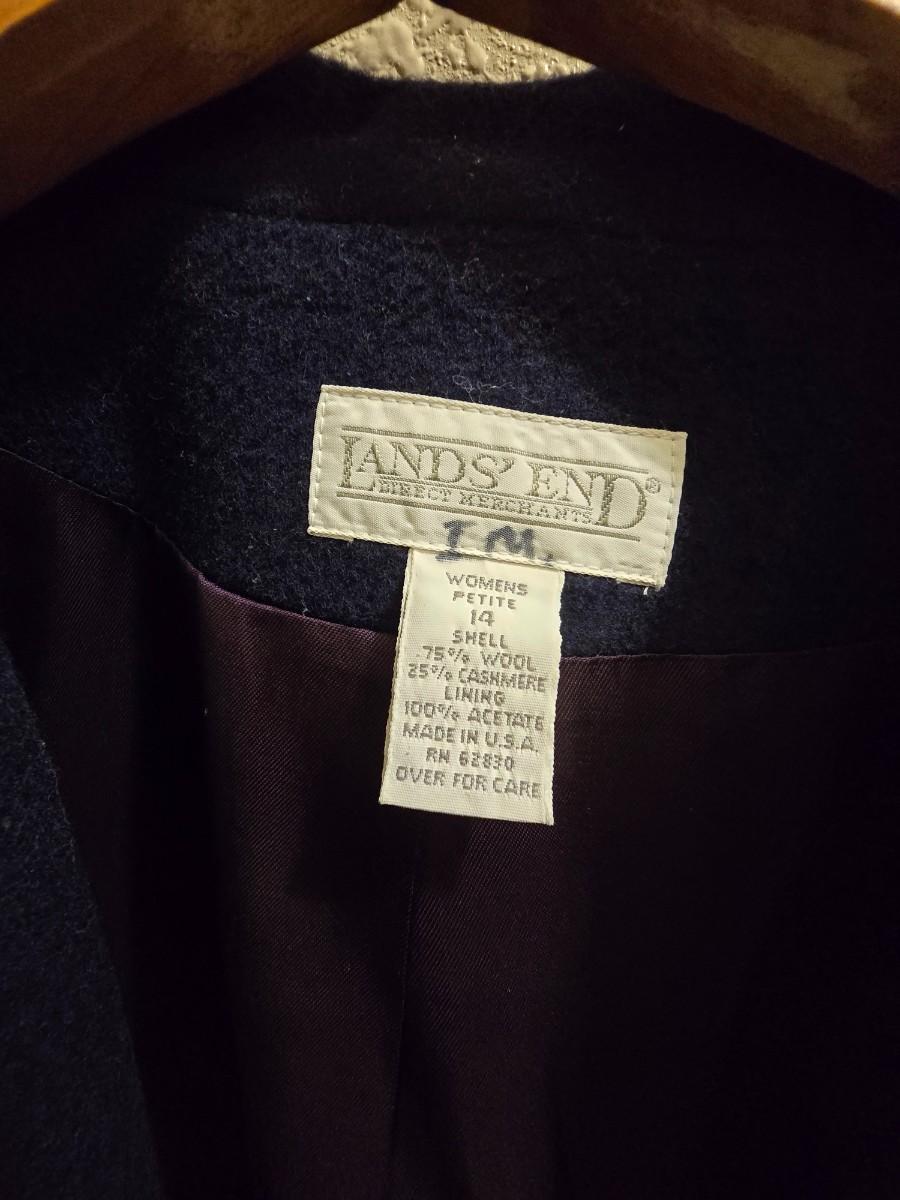 LANDS' END®
DIRECT MERCHANTS
I M.
WOMENS
PETITE
14
SHELL
75% WOOL
25% CASHMERE
LINING
100% ACETATE
MADE IN U.S.A.
RN 62830
OVER FOR CARE